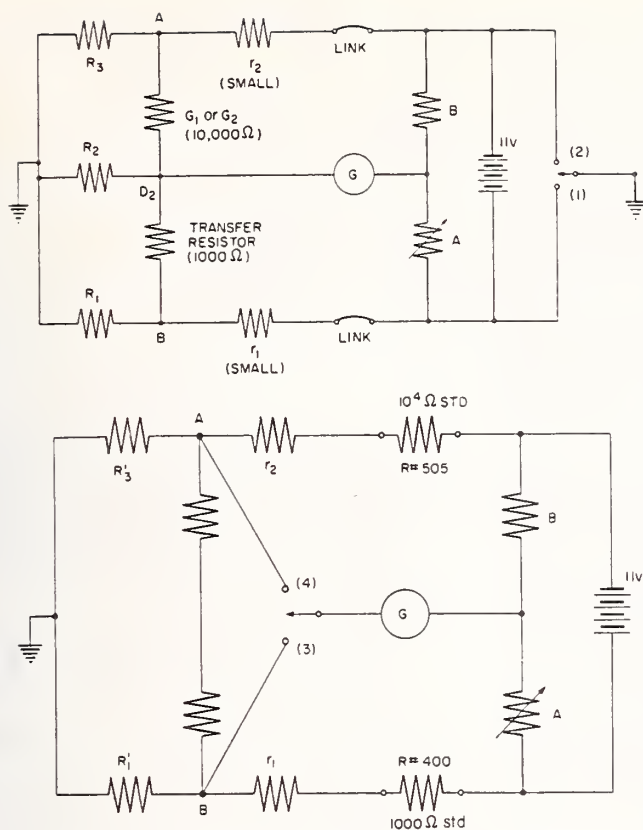 A
R3
r2
(SMALL)
LINK
G1 or G2
(10,000Ω)
B
R2
D2
G
11v
(2)
(1)
TRANSFER
RESISTOR
(1000Ω)
A
R1
B
r1
(SMALL)
LINK
10⁴ Ω STD
A
R'3
r2
R# 505
B
(4)
G
11v
(3)
A
R'1
R# 400
B
r1
1000Ω std